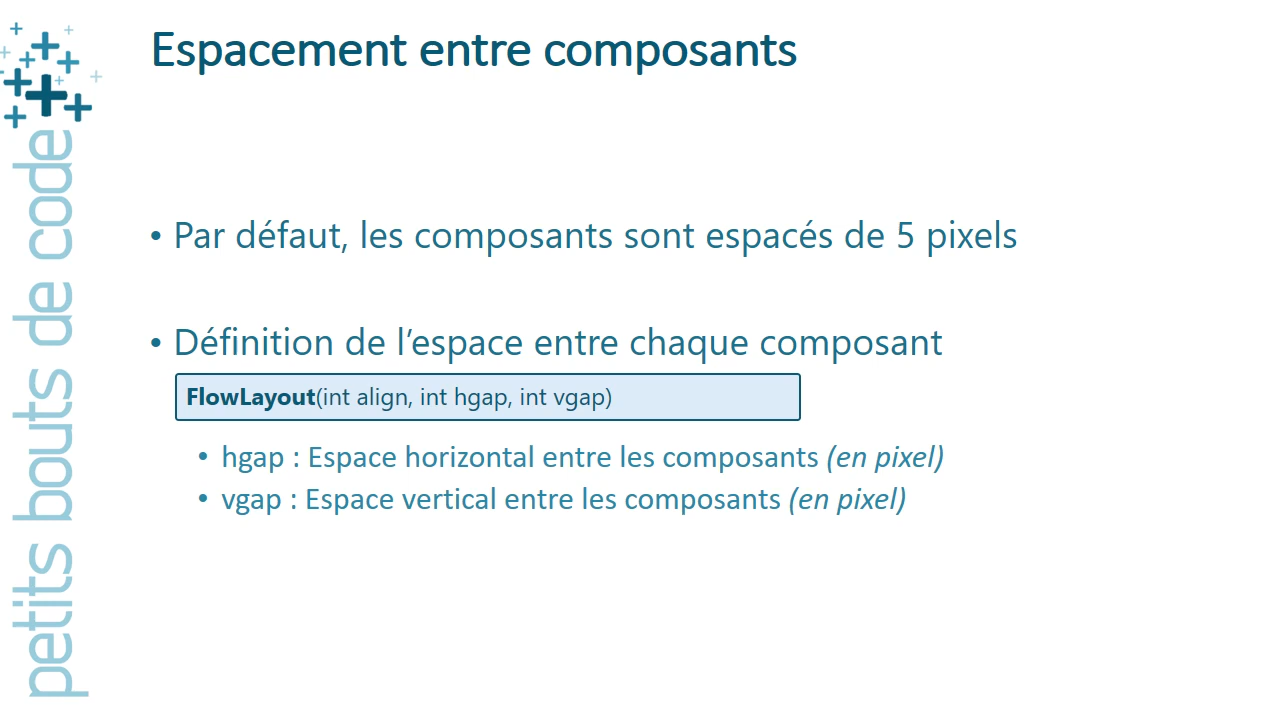 Espacement entre composants
• Par défaut, les composants sont espacés de 5 pixels
• Définition de l’espace entre chaque composant
FlowLayout(int align, int hgap, int vgap)
• hgap : Espace horizontal entre les composants (en pixel)
• vgap : Espace vertical entre les composants (en pixel)
petits bouts de code